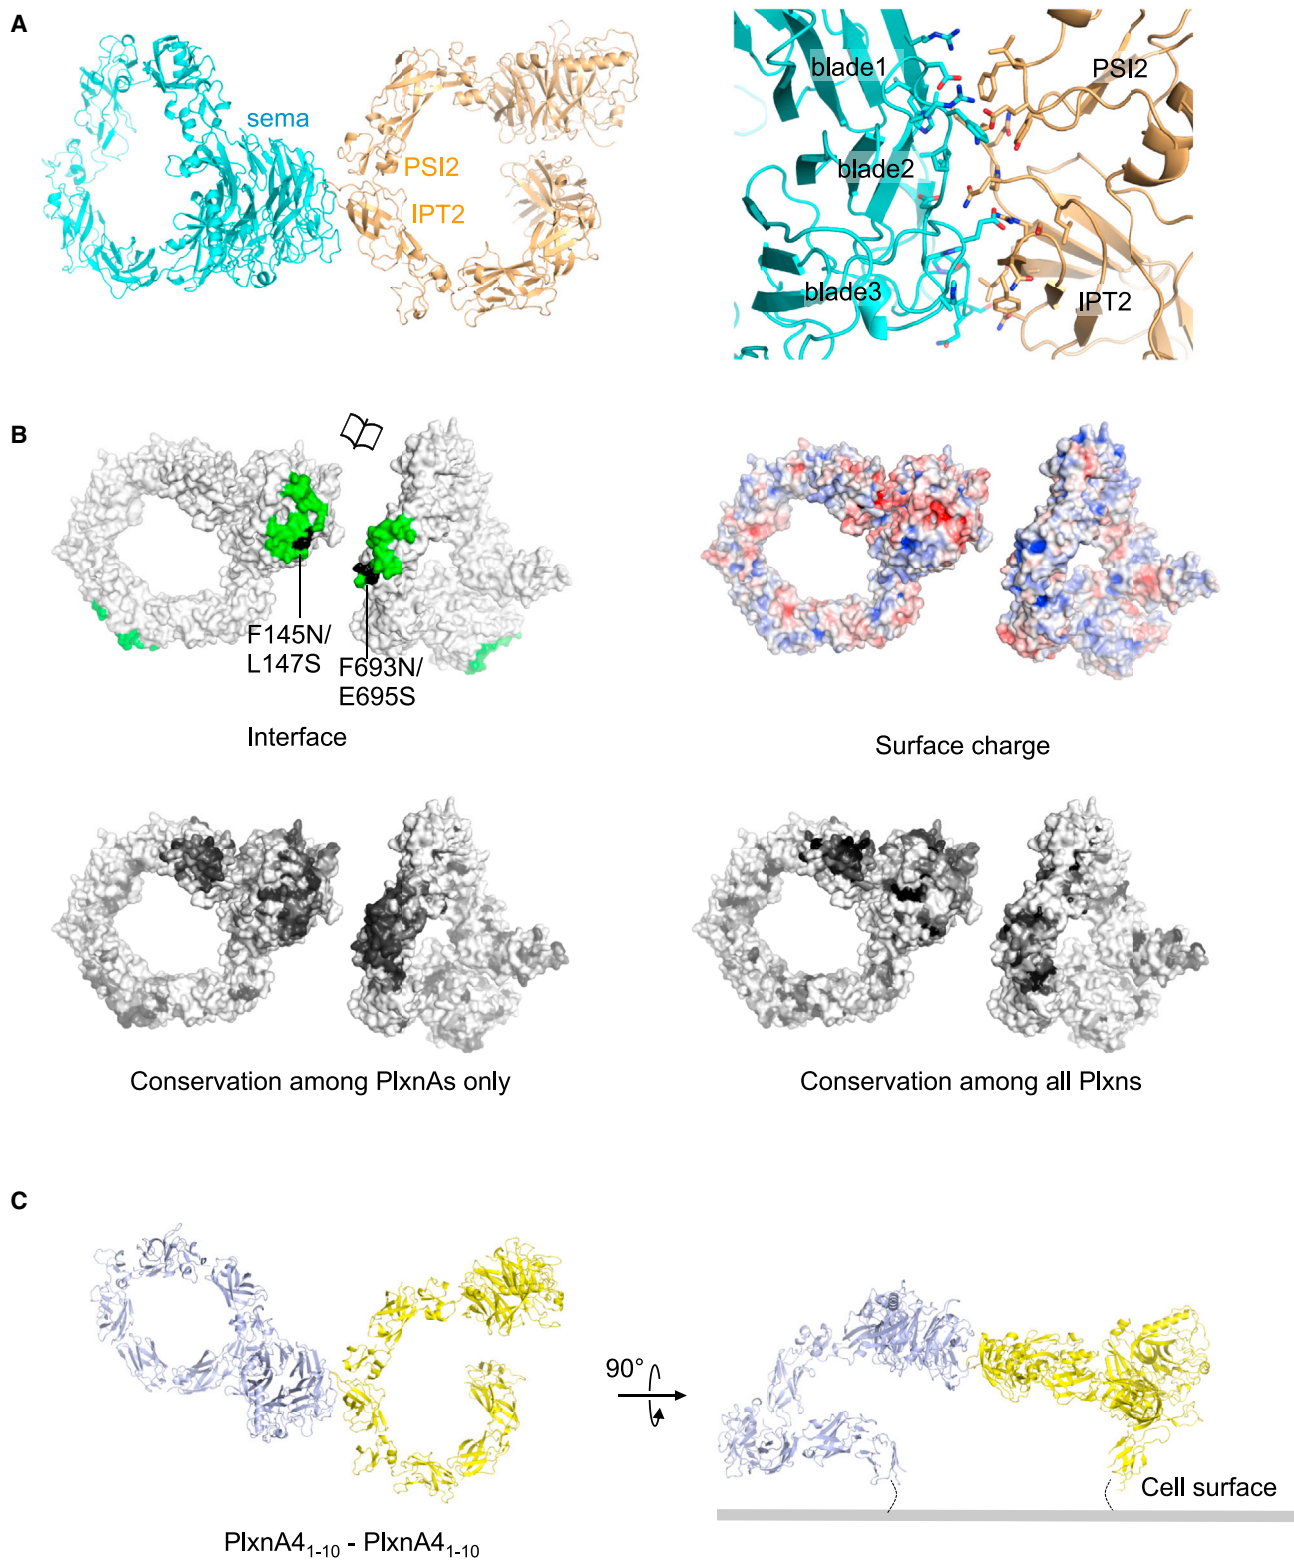 A
sema
PSI2
IPT2
blade1
PSI2
blade2
blade3
IPT2
B
F145N/
L147S
F693N/
E695S
Interface
Surface charge
Conservation among PlxnAs only
Conservation among all Plxns
C
90°
Cell surface
PlxnA4₁₋₁₀ - PlxnA4₁₋₁₀